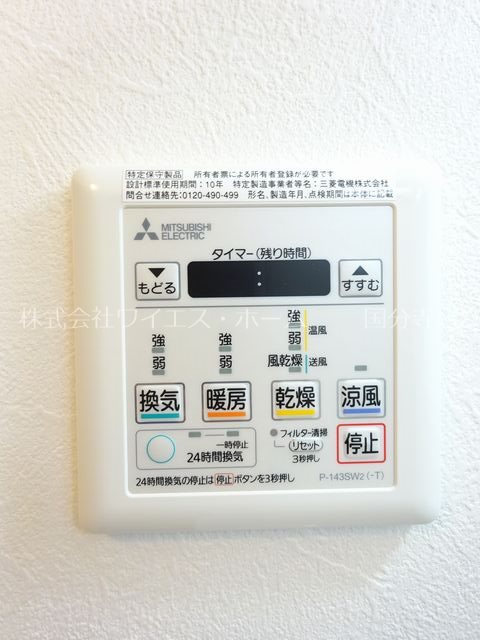 特定保守製品 所有者票による所有者登録が必要です
設計標準使用期間：10年 特定製造事業者等名：三菱電機株式会社
問合せ連絡先：0120-490-499 形名、製造年月、点検期間は本体に記載
MITSUBISHI
ELECTRIC
タイマー(残り時間)
もどる
:
すすむ
株式会社ワイエス・ホー 国分寺
強 強 強 温風
弱 弱 弱
風乾燥 送風
換気 暖房 乾燥 涼風
一時停止
24時間換気
フィルター清掃
リセット
3秒押し
停止
24時間換気の停止は停止ボタンを3秒押し
P-143SW2(-T)